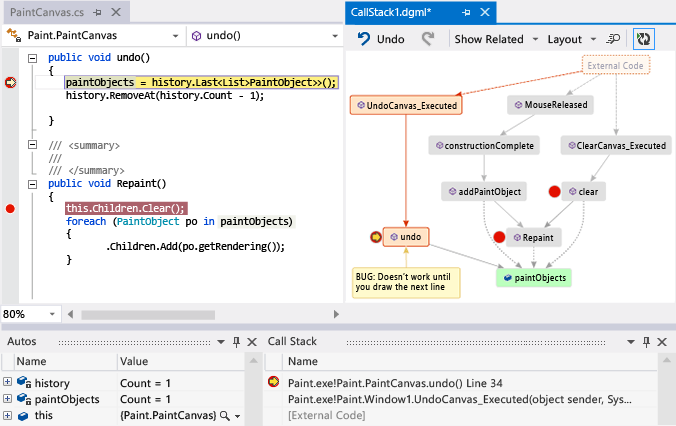 PaintCanvas.cs
Paint.PaintCanvas
undo()
public void undo()
{
paintObjects = history.Last<List>PaintObject>>();
history.RemoveAt(history.Count - 1);
}
/// <summary>
///
/// </summary>
public void Repaint()
{
this.Children.Clear();
foreach (PaintObject po in paintObjects)
{
.Children.Add(po.getRendering());
}
80%
CallStack1.dgml*
Undo
Show Related
Layout
External Code
UndoCanvas_Executed
MouseReleased
constructionComplete
ClearCanvas_Executed
addPaintObject
clear
undo
Repaint
BUG: Doesn't work until
you draw the next line
paintObjects
Autos
Name Value
history Count = 1
paintObjects Count = 1
this {Paint.PaintCanvas}
Call Stack
Name
Paint.exe!Paint.PaintCanvas.undo() Line 34
Paint.exe!Paint.Window1.UndoCanvas_Executed(object sender, Sys...
[External Code]